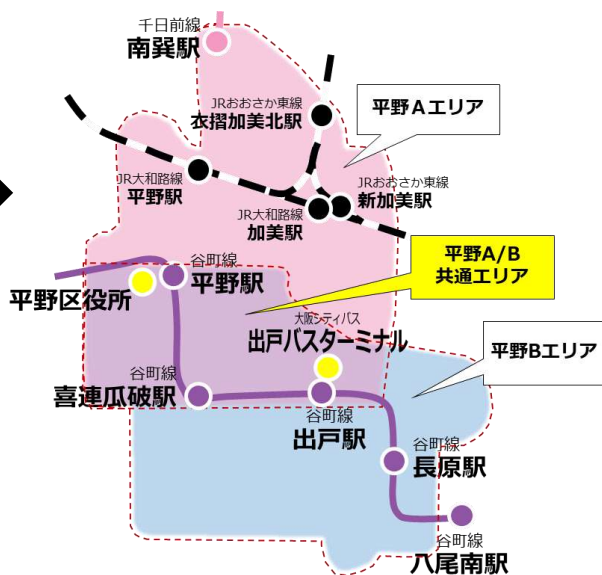 千日前線
南巽駅
JRおおさか東線
衣摺加美北駅
平野Aエリア
JR大和路線
平野駅
JRおおさか東線
新加美駅
JR大和路線
加美駅
平野A/B
共通エリア
谷町線
平野駅
平野区役所
大阪シティバス
出戸バスターミナル
平野Bエリア
谷町線
喜連瓜破駅
谷町線
出戸駅
谷町線
長原駅
谷町線
八尾南駅